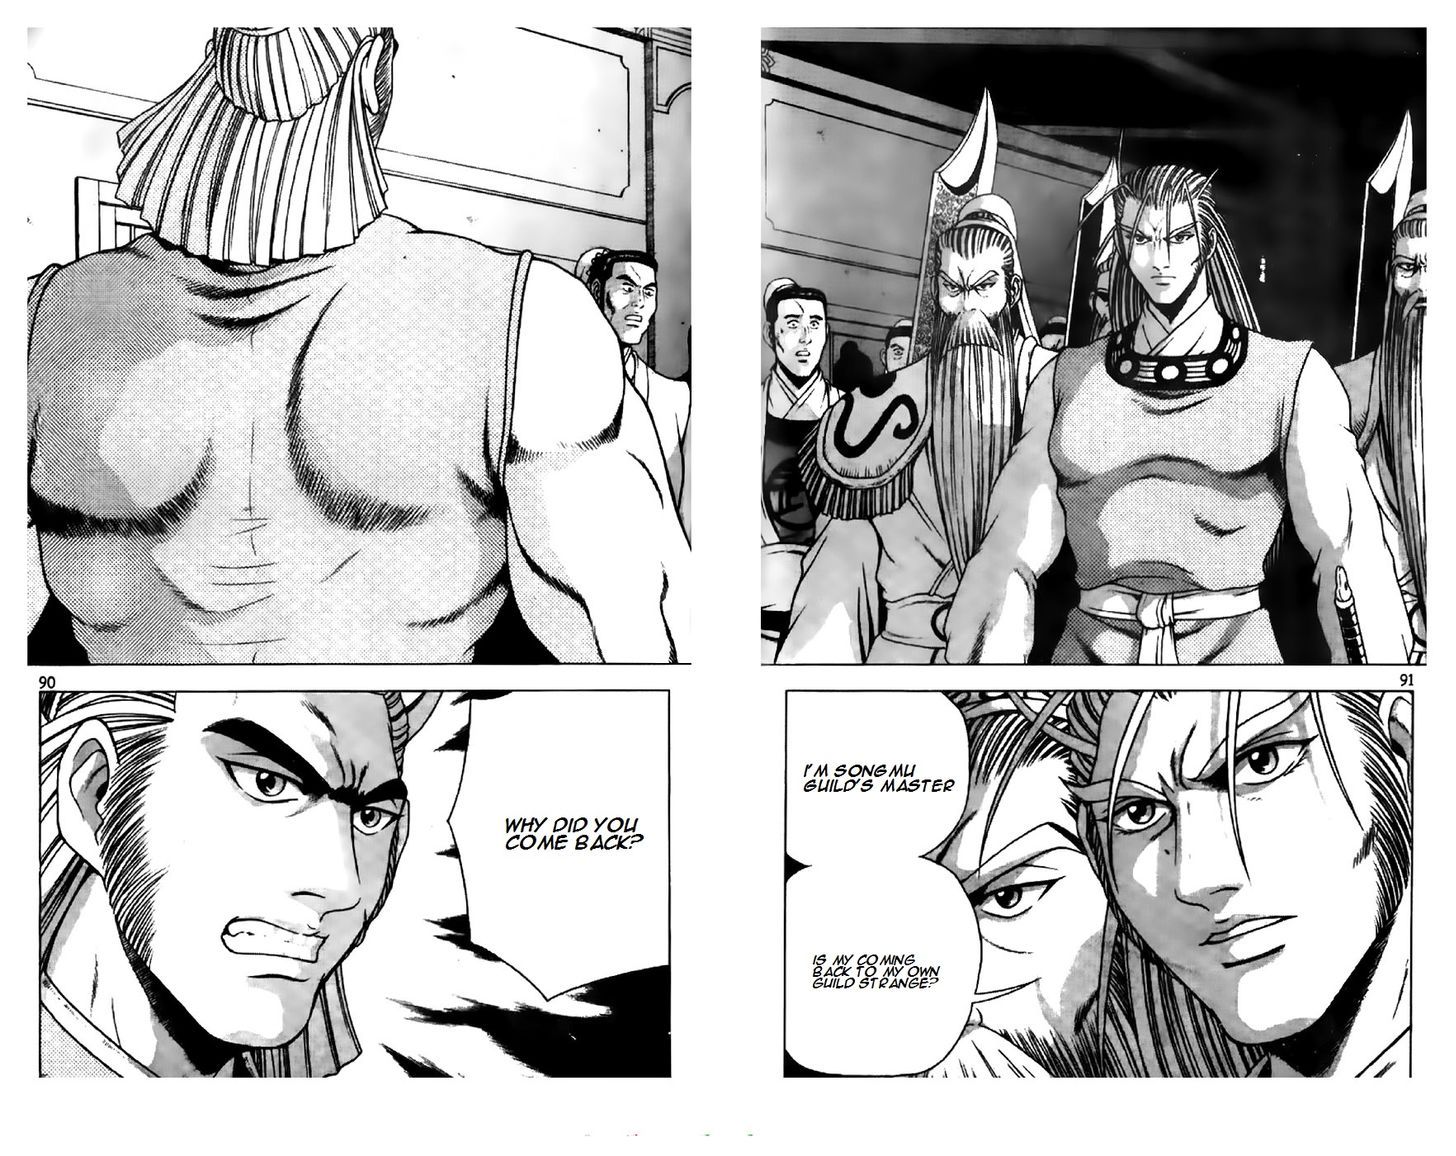 90
WHY DID YOU
COME BACK?
91
I'M SONGMU
GUILD'S MASTER
IS MY COMING
BACK TO MY OWN
GUILD STRANGE?